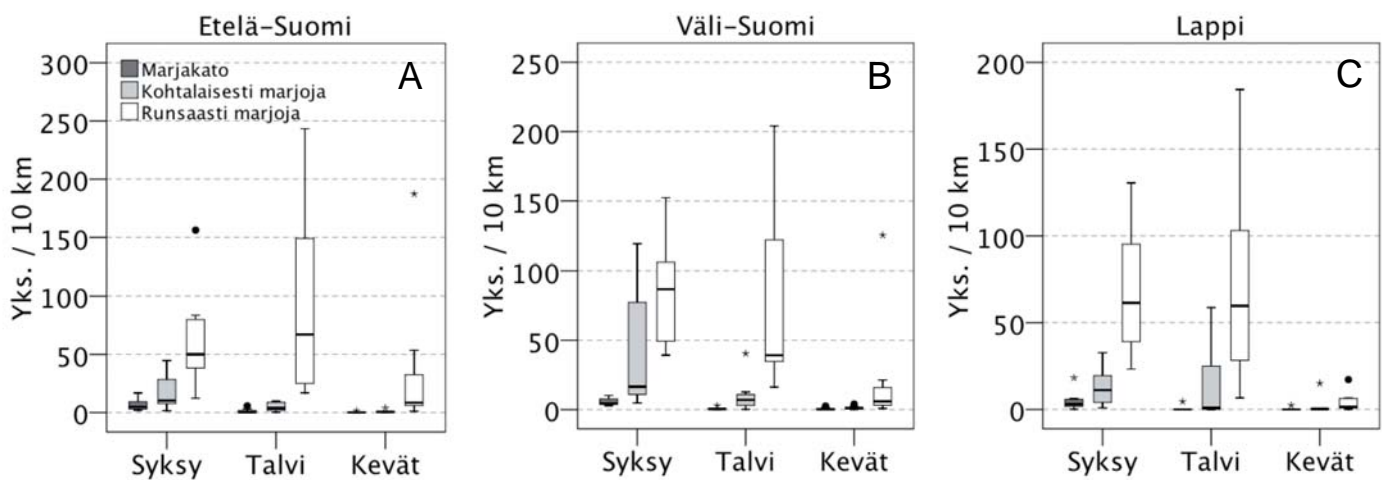 Etelä-Suomi
A
Yks. / 10 km
300
250
200
150
100
50
0
Marjakato
Kohtalaisesti marjoja
Runsaasti marjoja
Syksy Talvi Kevät
Väli-Suomi
B
Yks. / 10 km
250
200
150
100
50
0
Syksy Talvi Kevät
Lappi
C
Yks. / 10 km
200
150
100
50
0
Syksy Talvi Kevät